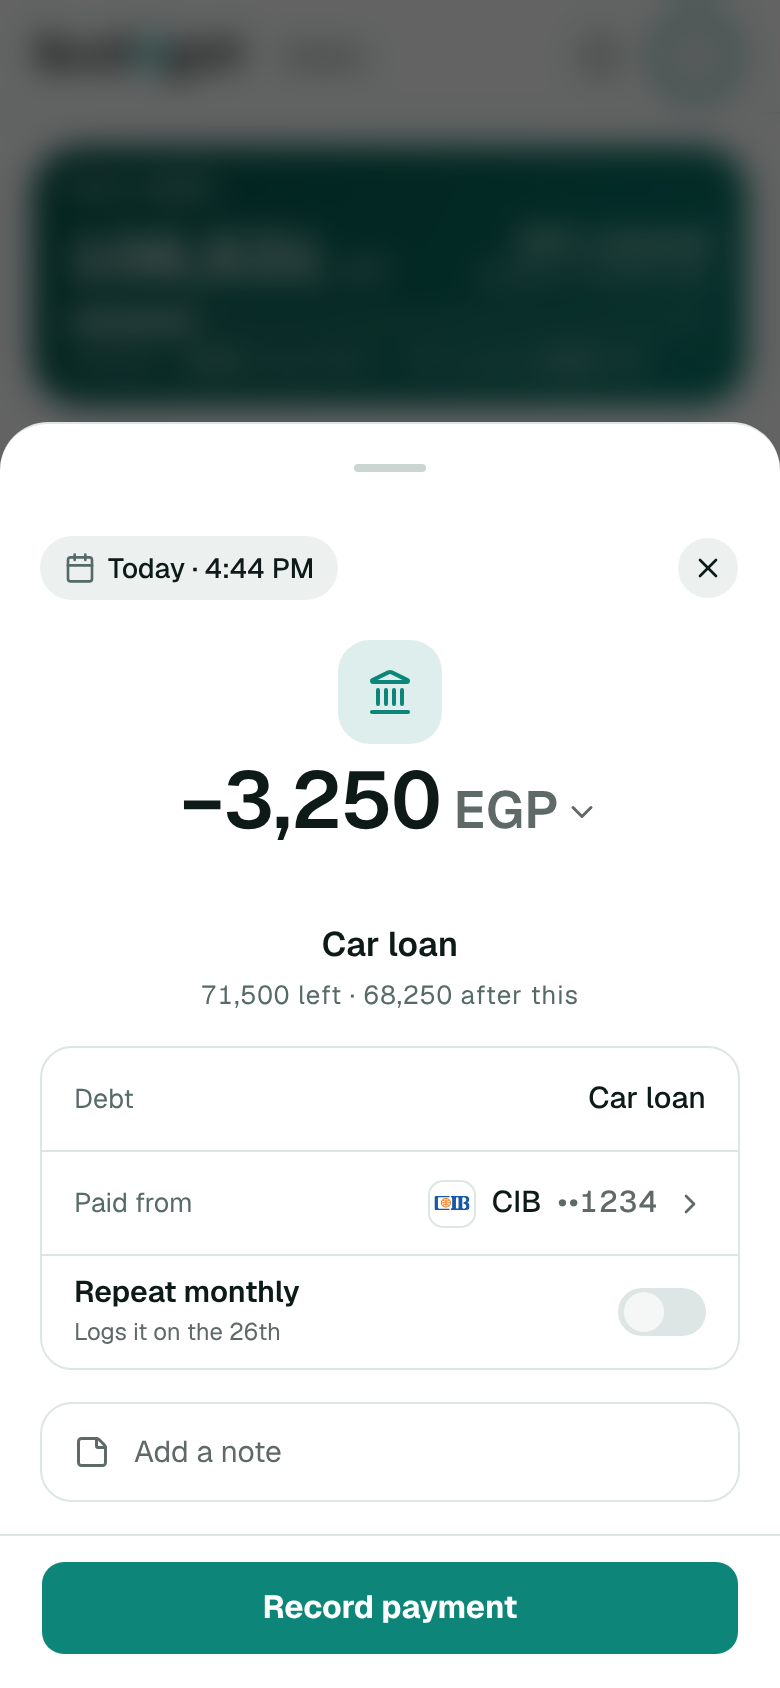 Today · 4:44 PM
−3,250 EGP
Car loan
71,500 left · 68,250 after this
Debt Car loan
Paid from CIB CIB ••1234
Repeat monthly
Logs it on the 26th
Add a note
Record payment